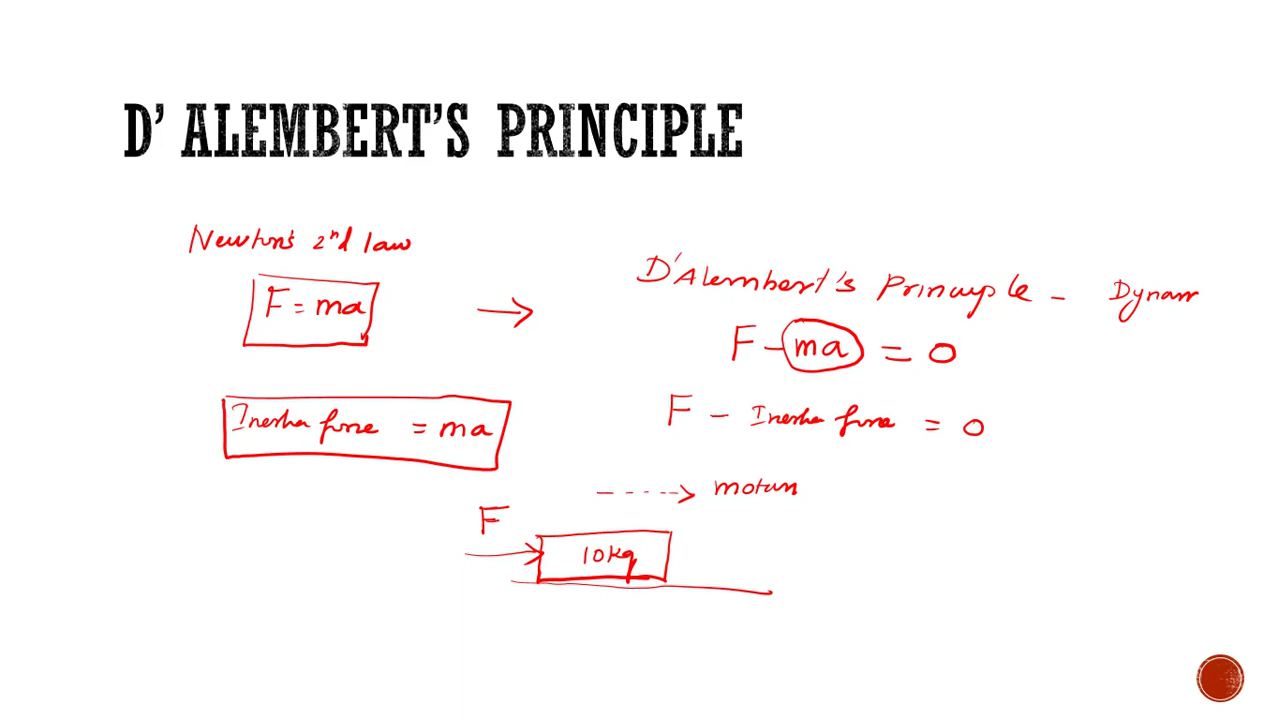 D' ALEMBERT'S PRINCIPLE
Newton's 2nd law
F = ma
→
D'Alembert's Principle - Dynam
F - ma = 0
Inertia force = ma
F - Inertia force = 0
motion
F
10kg